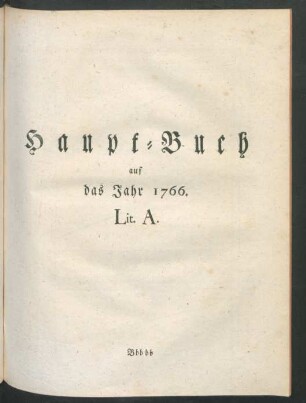 Haupt-Buch
auf
das Jahr 1766.
Lit. A.
Bbbbb